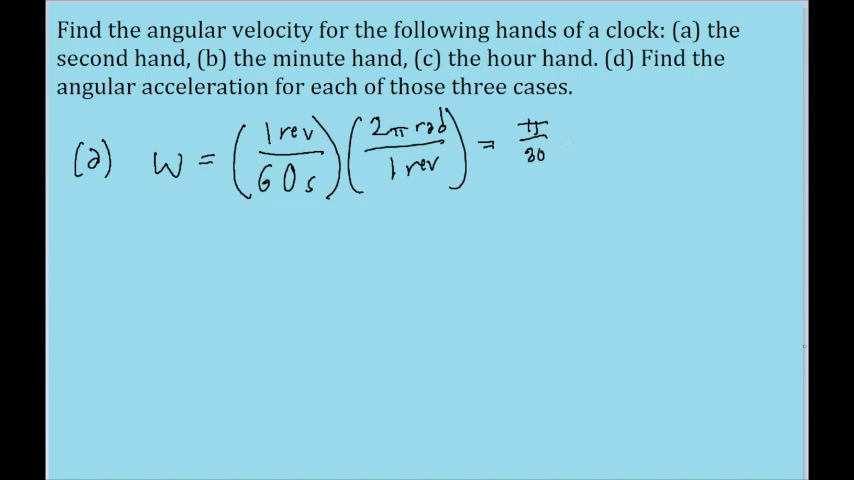 Find the angular velocity for the following hands of a clock: (a) the
second hand, (b) the minute hand, (c) the hour hand. (d) Find the
angular acceleration for each of those three cases.
(a) ω = (1 rev / 60 s) (2π rad / 1 rev) = π / 30